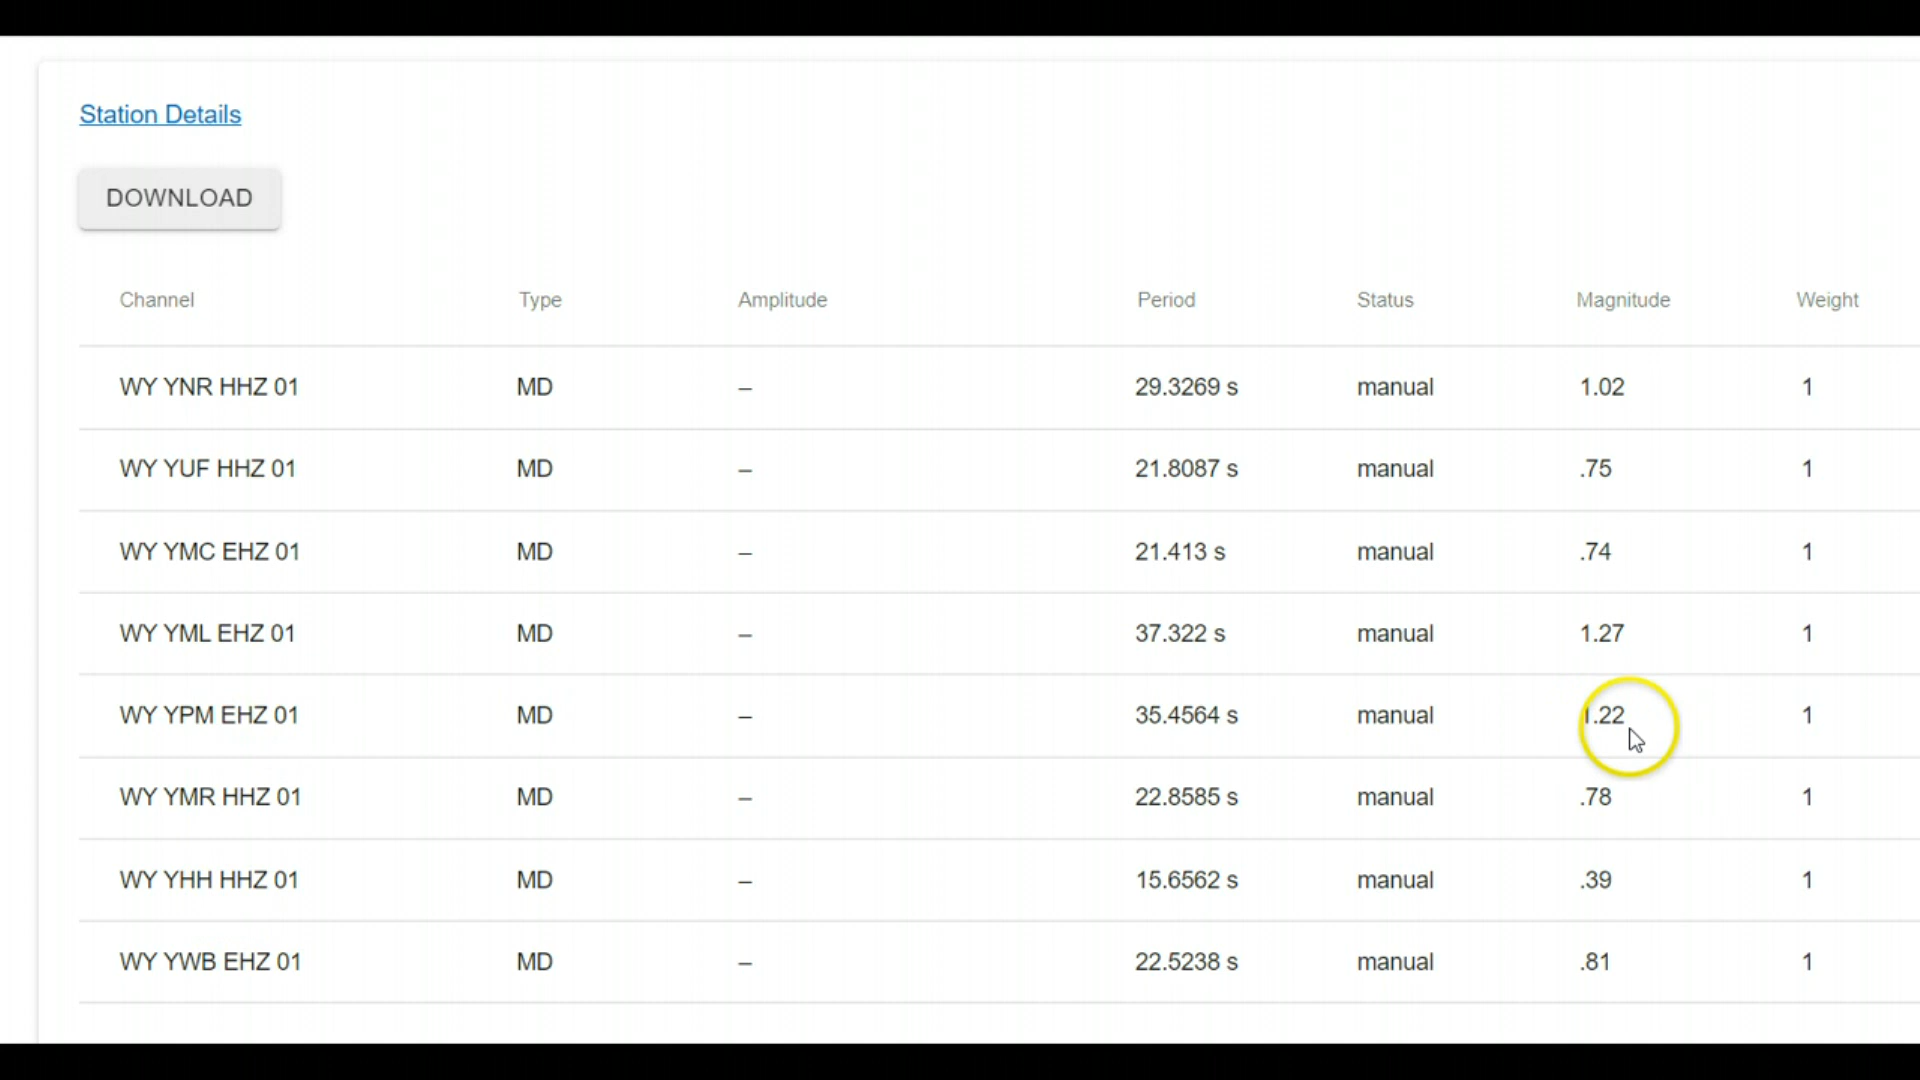 Station Details
DOWNLOAD
Channel Type Amplitude Period Status Magnitude Weight
WY YNR HHZ 01 MD – 29.3269 s manual 1.02 1
WY YUF HHZ 01 MD – 21.8087 s manual .75 1
WY YMC EHZ 01 MD – 21.413 s manual .74 1
WY YML EHZ 01 MD – 37.322 s manual 1.27 1
WY YPM EHZ 01 MD – 35.4564 s manual 1.22 1
WY YMR HHZ 01 MD – 22.8585 s manual .78 1
WY YHH HHZ 01 MD – 15.6562 s manual .39 1
WY YWB EHZ 01 MD – 22.5238 s manual .81 1